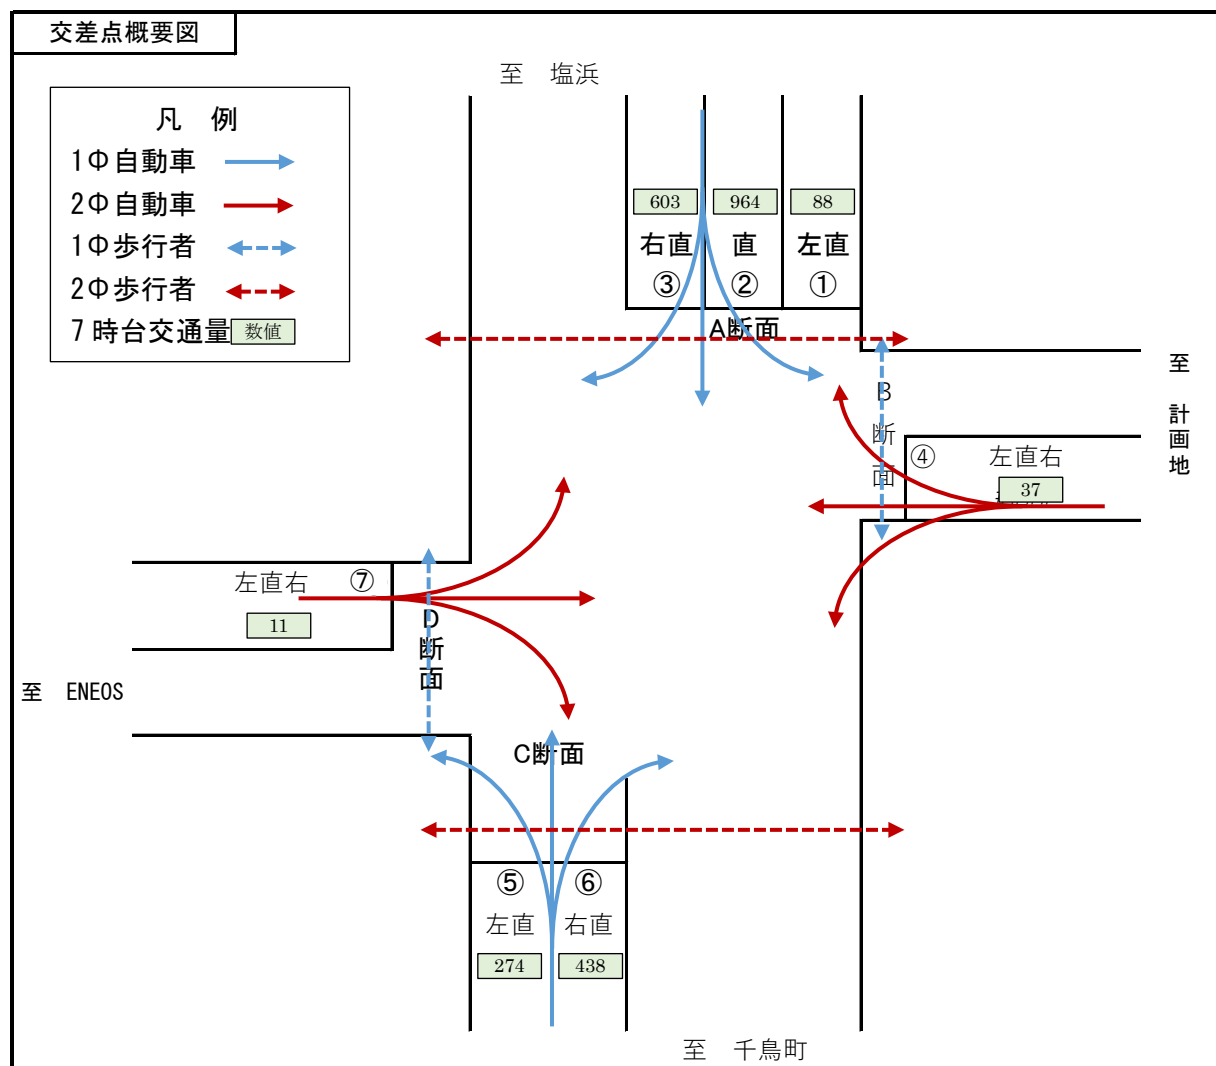 交差点概要図
至 塩浜
凡 例
1Φ自動車
2Φ自動車
1Φ歩行者
2Φ歩行者
7時台交通量 数値
603 964 88
右直 直 左直
③ ② ①
A断面
至 計画地
B断面
④ 左直右
37
左直右 ⑦
11
D断面
至 ENEOS
C断面
⑤ ⑥
左直 右直
274 438
至 千鳥町